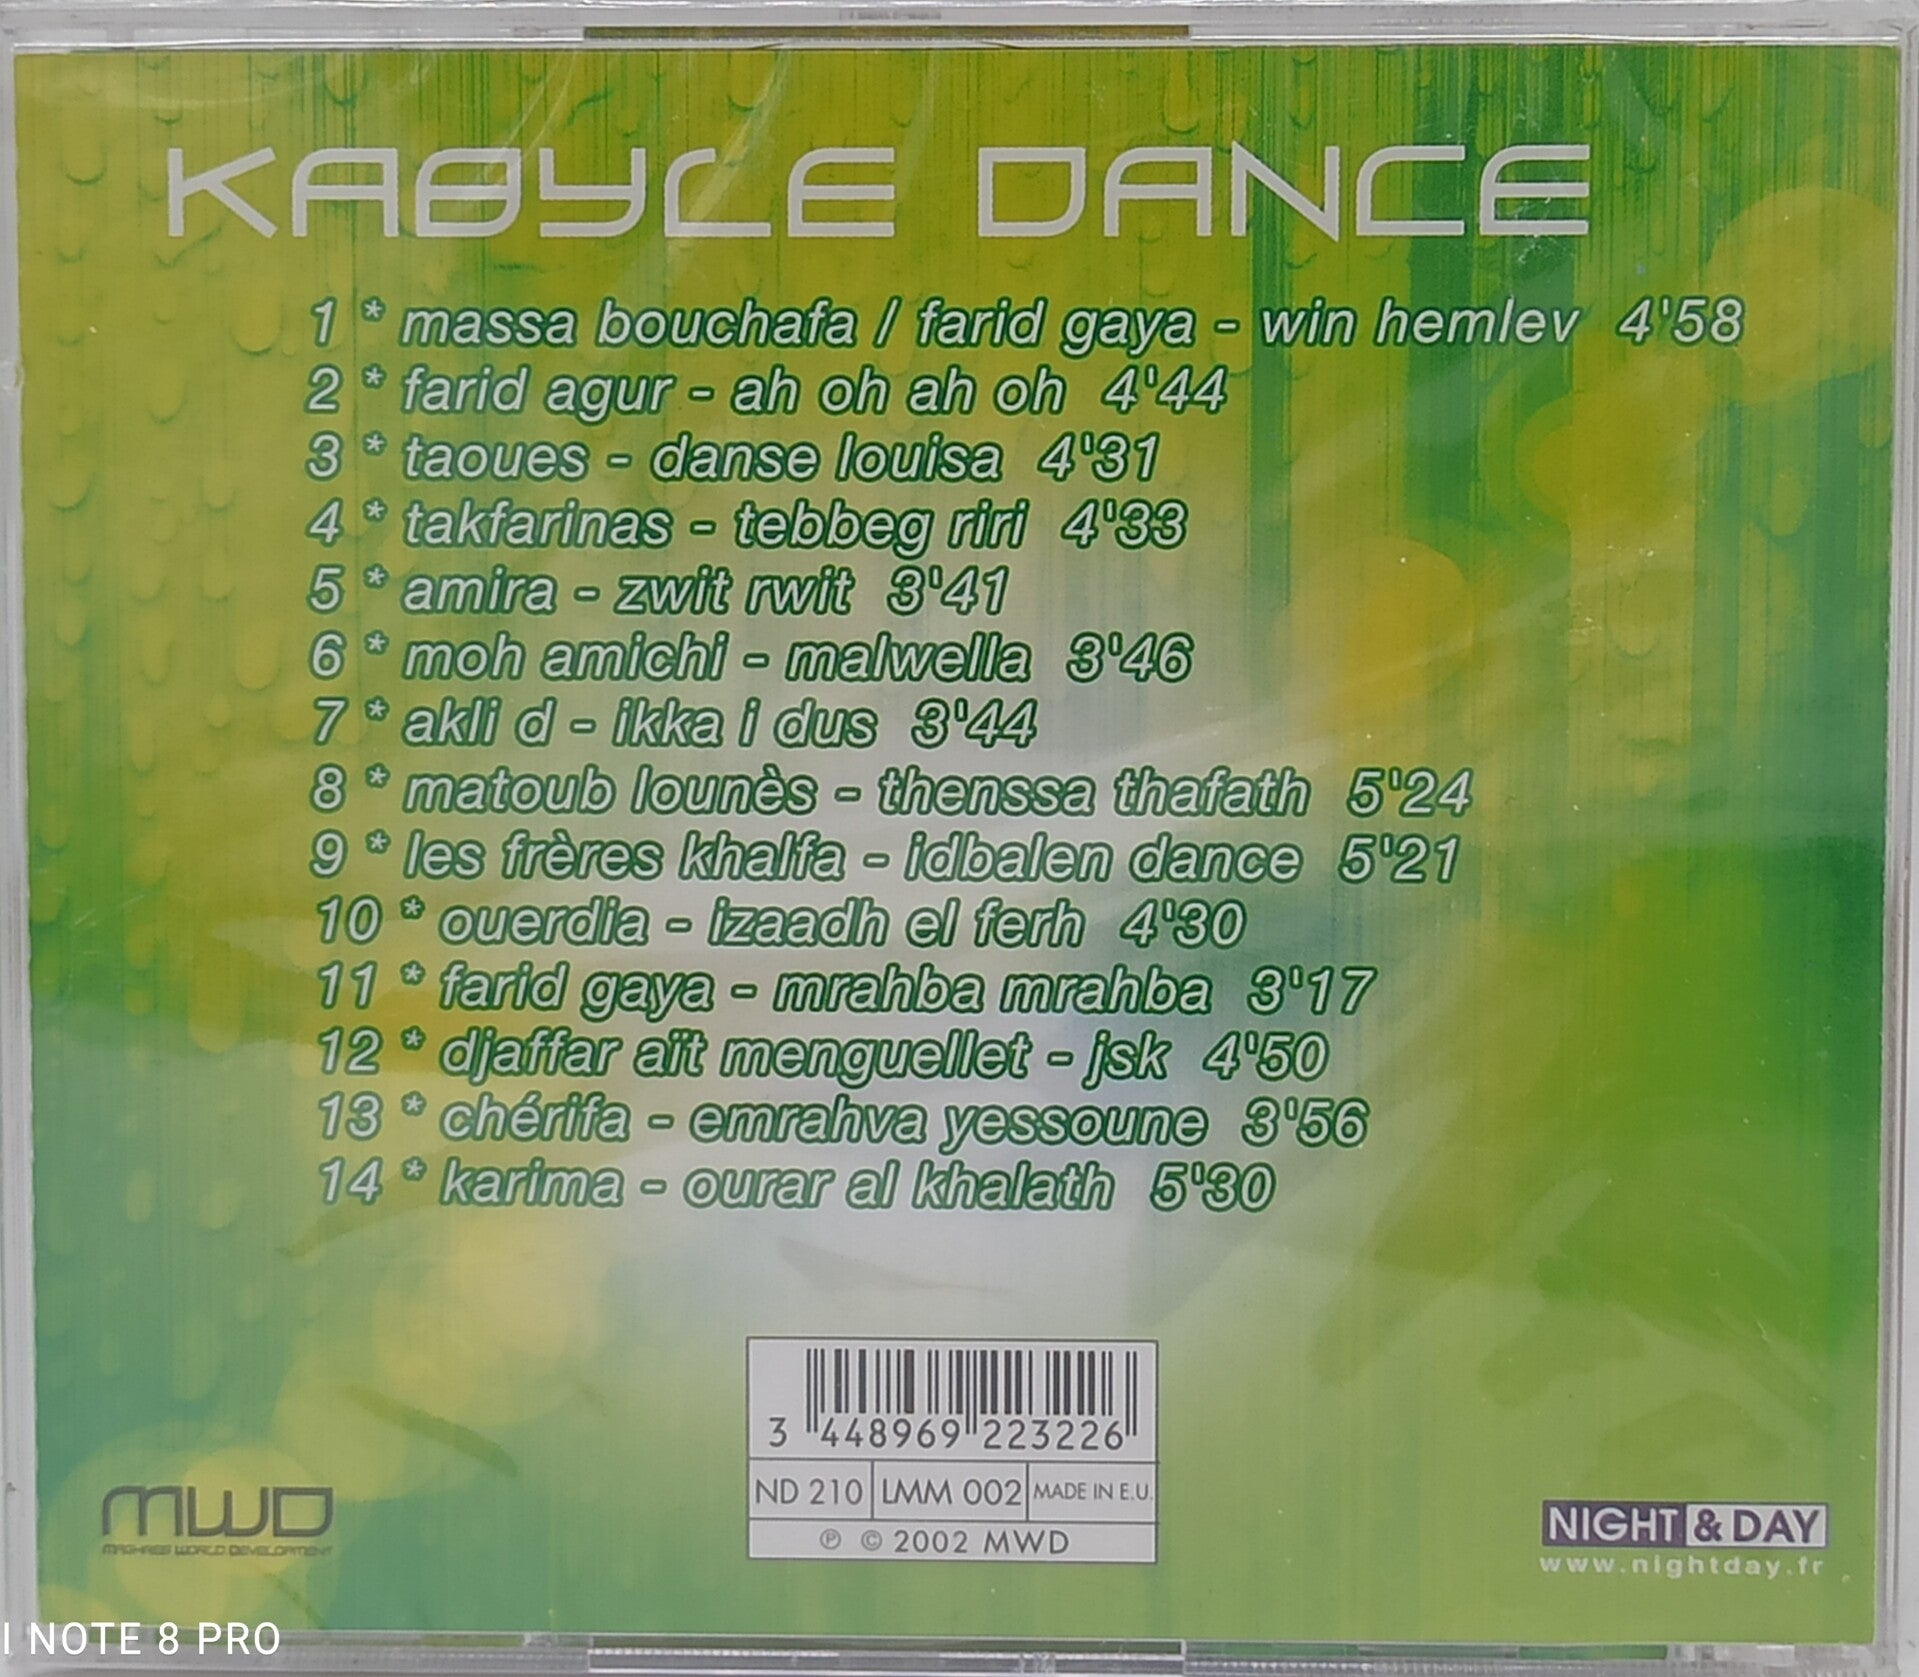 KABYLE DANCE
1 * massa bouchafa / farid gaya - win hemlev 4'58
2 * farid agur - ah oh ah oh 4'44
3 * taoues - danse louisa 4'31
4 * takfarinas - tebbeg riri 4'33
5 * amira - zwit rwit 3'41
6 * moh amichi - malwella 3'46
7 * akli d - ikka i dus 3'44
8 * matoub lounès - thenssa thafath 5'24
9 * les frères khalfa - idbalen dance 5'21
10 * ouerdia - izaadh el ferh 4'30
11 * farid gaya - mrahba mrahba 3'17
12 * djaffar aït menguellet - jsk 4'50
13 * chérifa - emrahva yessoune 3'56
14 * karima - ourar al khalath 5'30
3 448969 223226
ND 210 LMM 002 MADE IN E.U.
℗ © 2002 MWD
MWD
MAGHREB WORLD DEVELOPMENT
NIGHT & DAY
www.nightday.fr
I NOTE 8 PRO